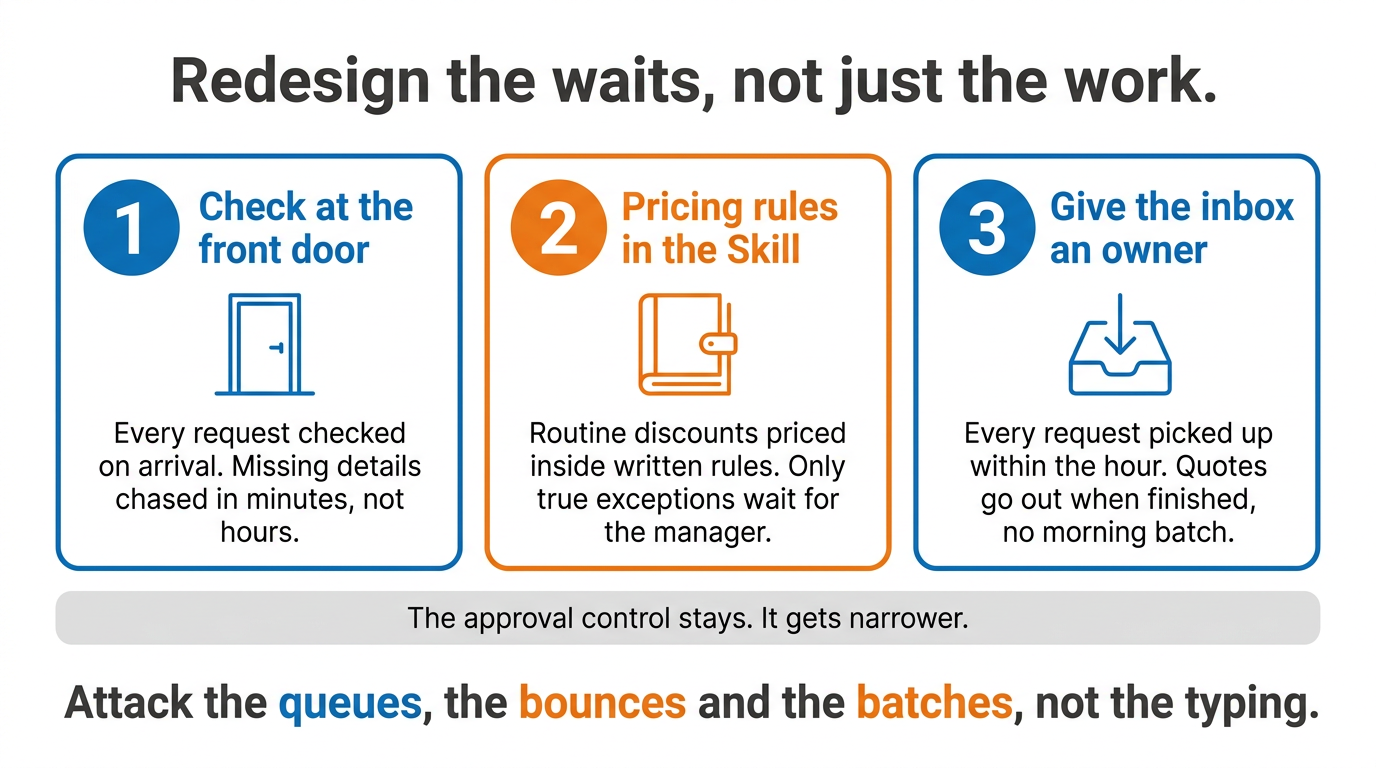 Redesign the waits, not just the work.
1
Check at the
front door
Every request checked
on arrival. Missing details
chased in minutes, not
hours.
2
Pricing rules
in the Skill
Routine discounts priced
inside written rules. Only
true exceptions wait for
the manager.
3
Give the inbox
an owner
Every request picked up
within the hour. Quotes
go out when finished,
no morning batch.
The approval control stays. It gets narrower.
Attack the queues, the bounces and the batches, not the typing.